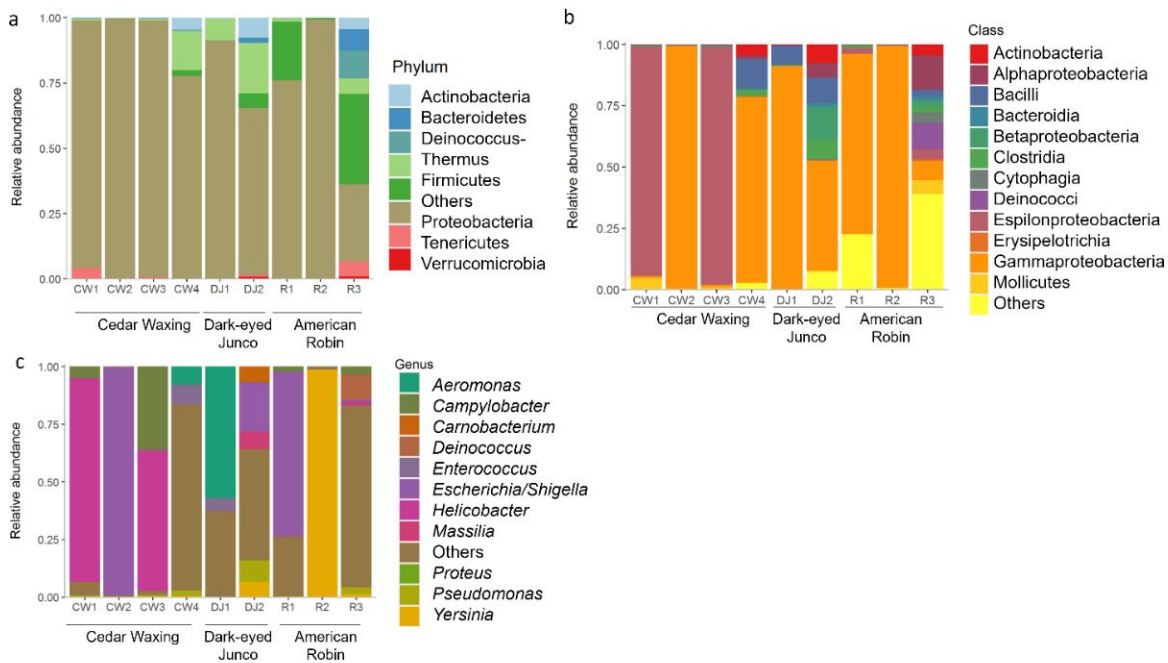 a
Relative abundance
1.00
0.75
0.50
0.25
0.00
CW1 CW2 CW3 CW4 DJ1 DJ2 R1 R2 R3
Cedar Waxing Dark-eyed Junco American Robin
Phylum
Actinobacteria
Bacteroidetes
Deinococcus-
Thermus
Firmicutes
Others
Proteobacteria
Tenericutes
Verrucomicrobia
b
Relative abundance
1.00
0.75
0.50
0.25
0.00
CW1 CW2 CW3 CW4 DJ1 DJ2 R1 R2 R3
Cedar Waxing Dark-eyed Junco American Robin
Class
Actinobacteria
Alphaproteobacteria
Bacilli
Bacteroidia
Betaproteobacteria
Clostridia
Cytophagia
Deinococci
Espilonproteobacteria
Erysipelotrichia
Gammaproteobacteria
Mollicutes
Others
c
Relative abundance
1.00
0.75
0.50
0.25
0.00
CW1 CW2 CW3 CW4 DJ1 DJ2 R1 R2 R3
Cedar Waxing Dark-eyed Junco American Robin
Genus
Aeromonas
Campylobacter
Carnobacterium
Deinococcus
Enterococcus
Escherichia/Shigella
Helicobacter
Massilia
Others
Proteus
Pseudomonas
Yersinia